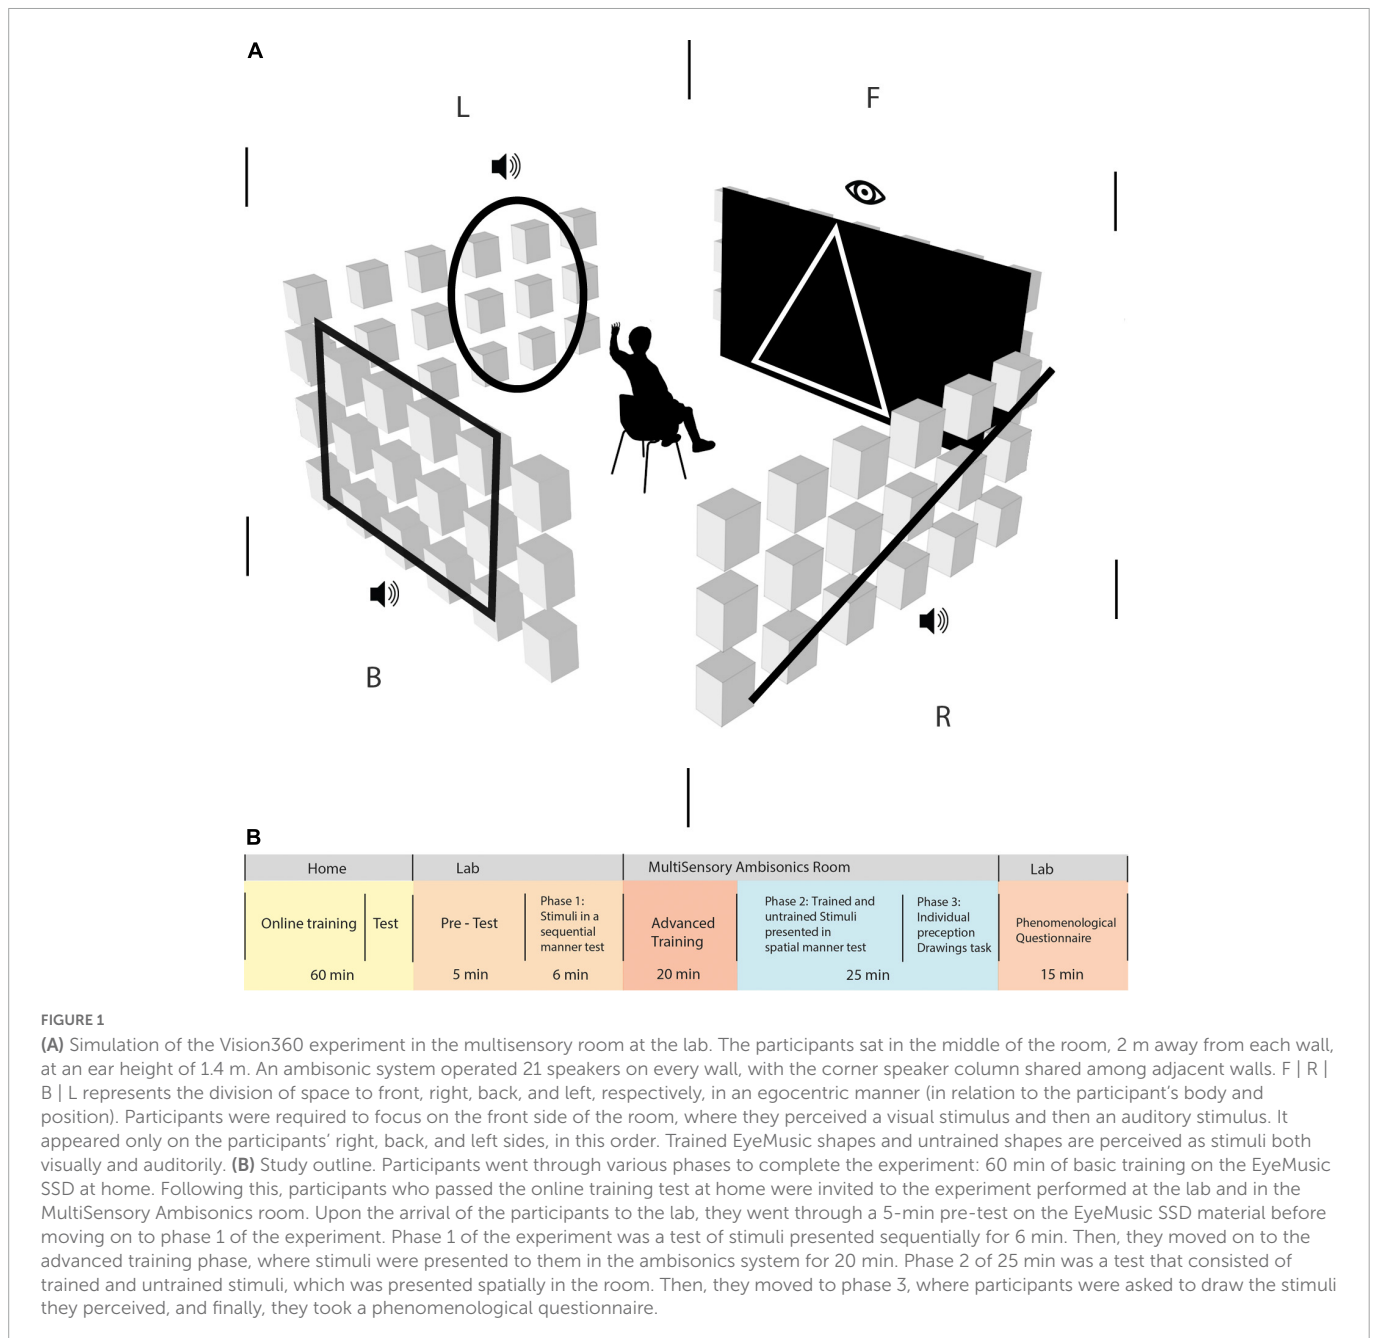 A
L
F
B
R
B
Home
Lab
MultiSensory Ambisonics Room
Lab
Online training
Test
Pre - Test
Phase 1:
Stimuli in a
sequential
manner test
Advanced
Training
Phase 2: Trained and
untrained Stimuli
presented in
spatial manner test
Phase 3:
Individual
preception
Drawings task
Phenomological
Questionnaire
60 min
5 min
6 min
20 min
25 min
15 min
FIGURE 1
(A) Simulation of the Vision360 experiment in the multisensory room at the lab. The participants sat in the middle of the room, 2 m away from each wall,
at an ear height of 1.4 m. An ambisonic system operated 21 speakers on every wall, with the corner speaker column shared among adjacent walls. F | R |
B | L represents the division of space to front, right, back, and left, respectively, in an egocentric manner (in relation to the participant's body and
position). Participants were required to focus on the front side of the room, where they perceived a visual stimulus and then an auditory stimulus. It
appeared only on the participants' right, back, and left sides, in this order. Trained EyeMusic shapes and untrained shapes are perceived as stimuli both
visually and auditorily. (B) Study outline. Participants went through various phases to complete the experiment: 60 min of basic training on the EyeMusic
SSD at home. Following this, participants who passed the online training test at home were invited to the experiment performed at the lab and in the
MultiSensory Ambisonics room. Upon the arrival of the participants to the lab, they went through a 5-min pre-test on the EyeMusic SSD material before
moving on to phase 1 of the experiment. Phase 1 of the experiment was a test of stimuli presented sequentially for 6 min. Then, they moved on to the
advanced training phase, where stimuli were presented to them in the ambisonics system for 20 min. Phase 2 of 25 min was a test that consisted of
trained and untrained stimuli, which was presented spatially in the room. Then, they moved to phase 3, where participants were asked to draw the stimuli
they perceived, and finally, they took a phenomenological questionnaire.